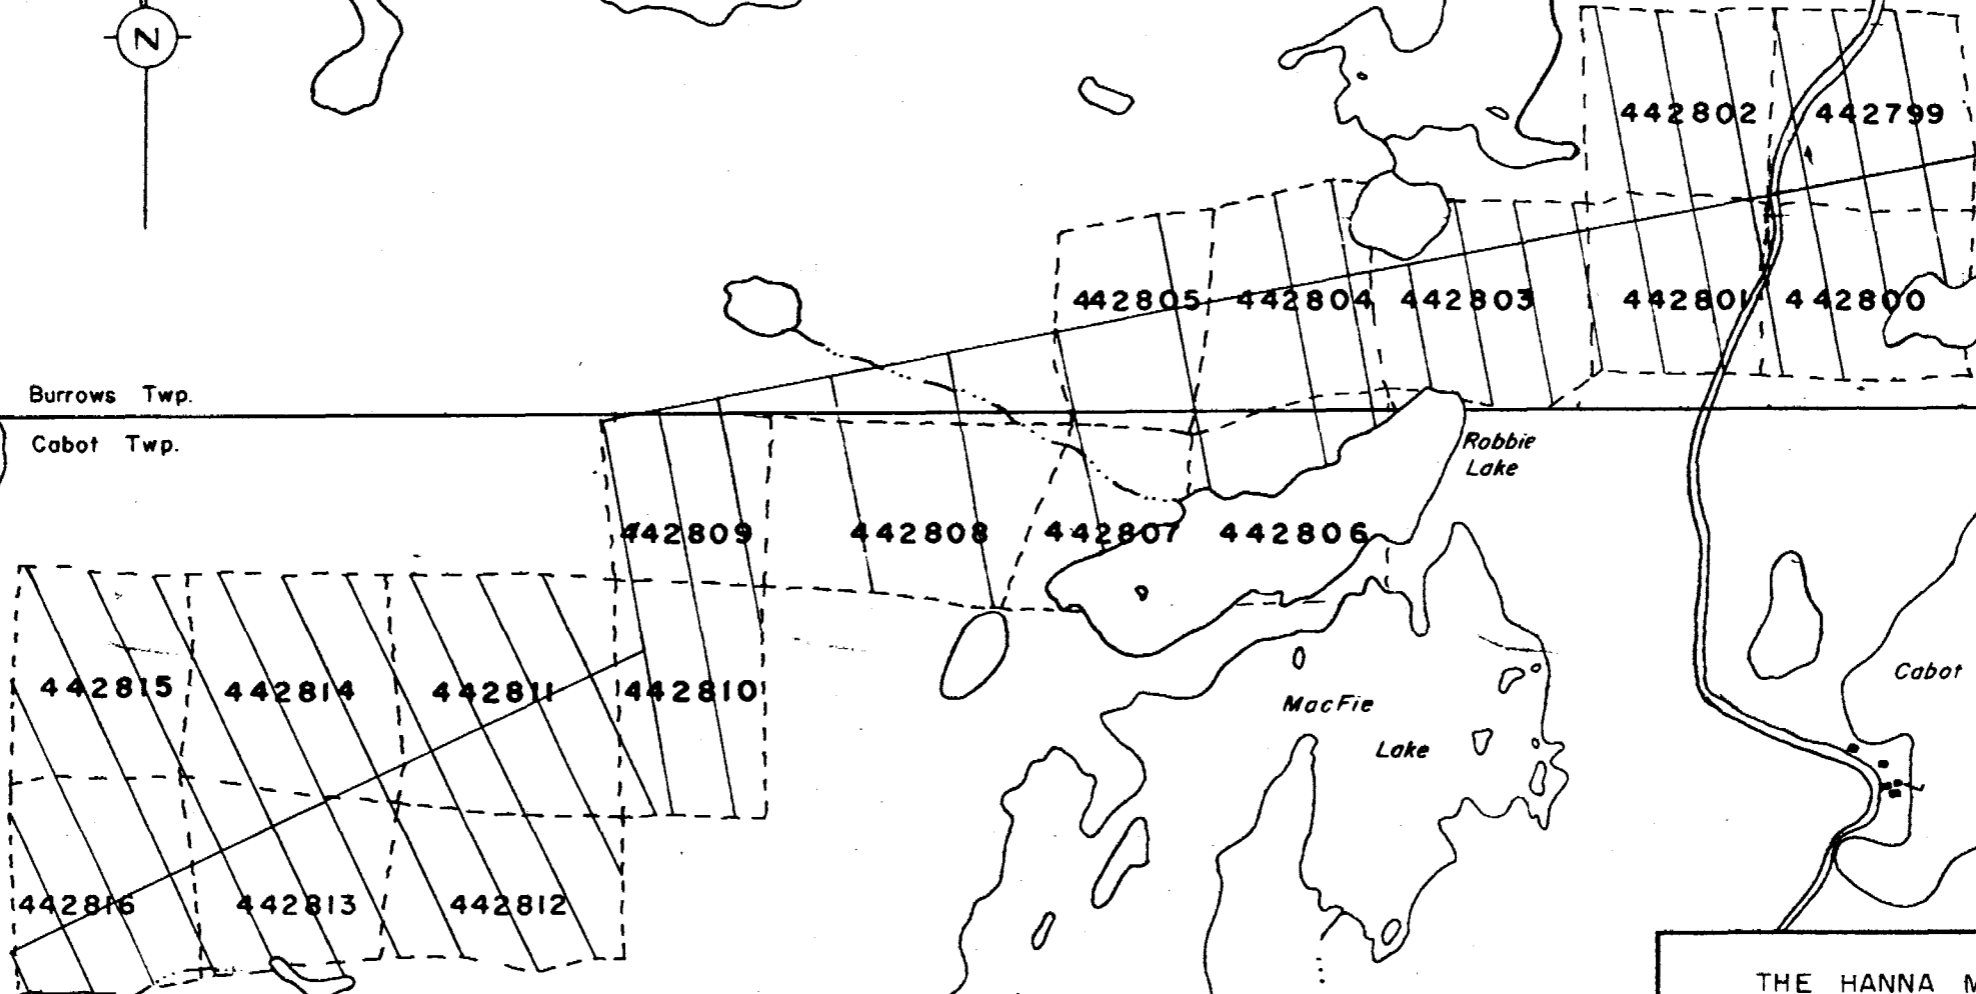 N
442802 442799
442805 442804 442803 442801 442800
Burrows Twp.
Cabot Twp.
Robbie
Lake
442809 442808 442807 442806
Cabot
442815 442814 442811 442810
MacFie
Lake
442816 442813 442812
THE HANNA M